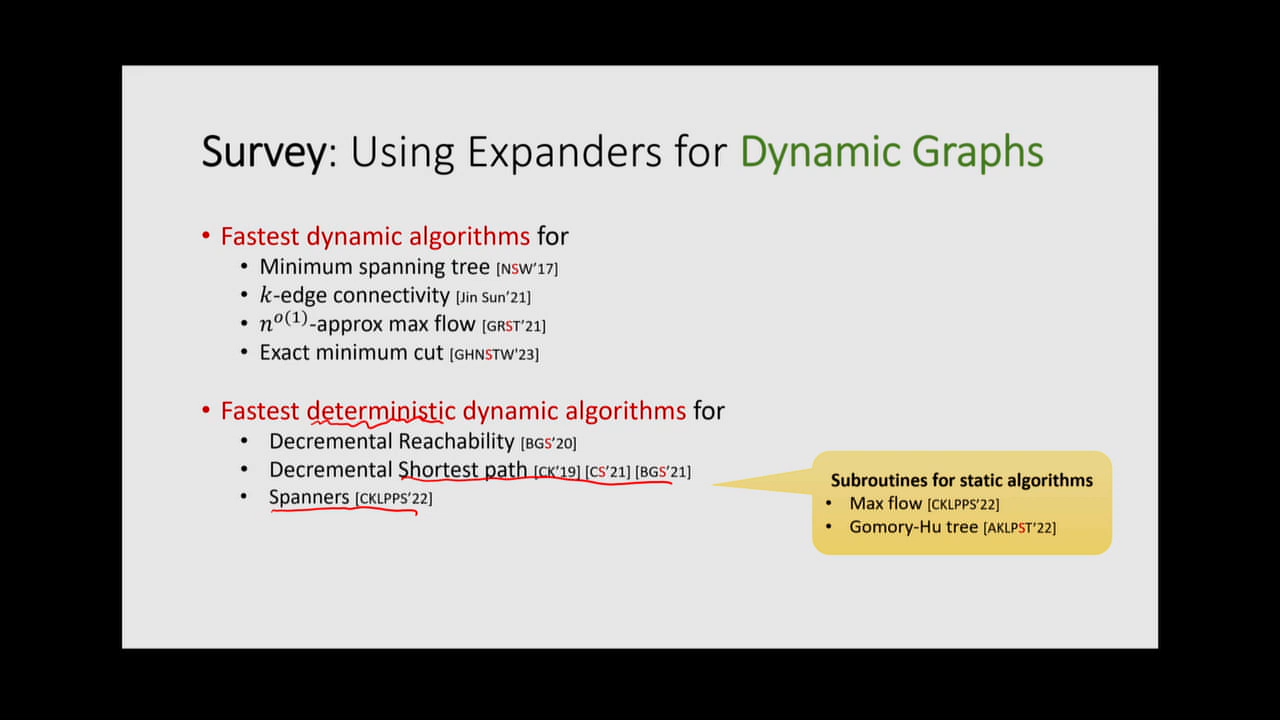 Survey: Using Expanders for Dynamic Graphs
• Fastest dynamic algorithms for
• Minimum spanning tree [NSW'17]
• k-edge connectivity [Jin Sun'21]
• n^{o(1)}-approx max flow [GRST'21]
• Exact minimum cut [GHNSTW'23]
• Fastest deterministic dynamic algorithms for
• Decremental Reachability [BGS'20]
• Decremental Shortest path [CK'19] [CS'21] [BGS'21]
• Spanners [CKLPPS'22]
Subroutines for static algorithms
• Max flow [CKLPPS'22]
• Gomory-Hu tree [AKLPST'22]